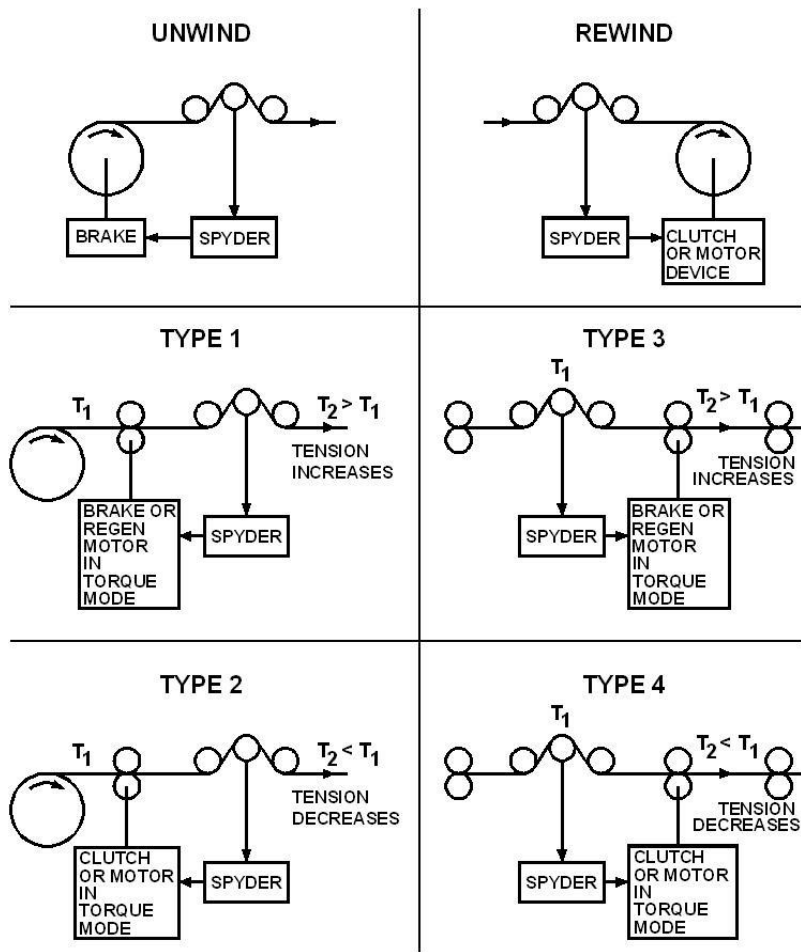 UNWIND
BRAKE
SPYDER
REWIND
SPYDER
CLUTCH
OR MOTOR
DEVICE
TYPE 1
T1
T2 > T1
TENSION
INCREASES
BRAKE OR
REGEN
MOTOR
IN
TORQUE
MODE
SPYDER
TYPE 3
T1
T2 > T1
TENSION
INCREASES
SPYDER
BRAKE OR
REGEN
MOTOR
IN
TORQUE
MODE
TYPE 2
T1
T2 < T1
TENSION
DECREASES
CLUTCH
OR MOTOR
IN
TORQUE
MODE
SPYDER
TYPE 4
T1
T2 < T1
TENSION
DECREASES
SPYDER
CLUTCH
OR MOTOR
IN
TORQUE
MODE